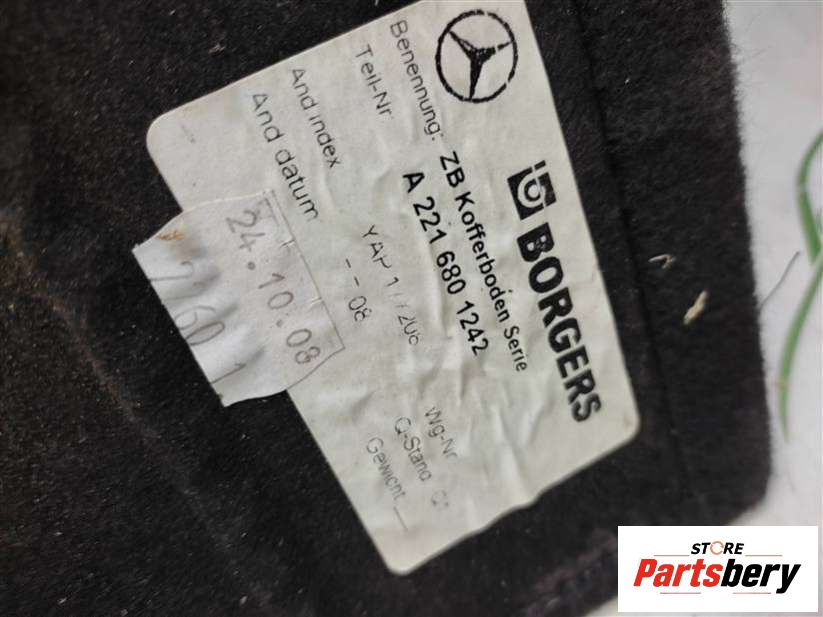 BORGERS
Benennung: ZB Kofferboden Serie
Teil-Nr A 221 680 1242
And index
And datum - - 08
Wg-Nr
Q-Stand
Gewicht
24.10.08
STORE
Partsbery